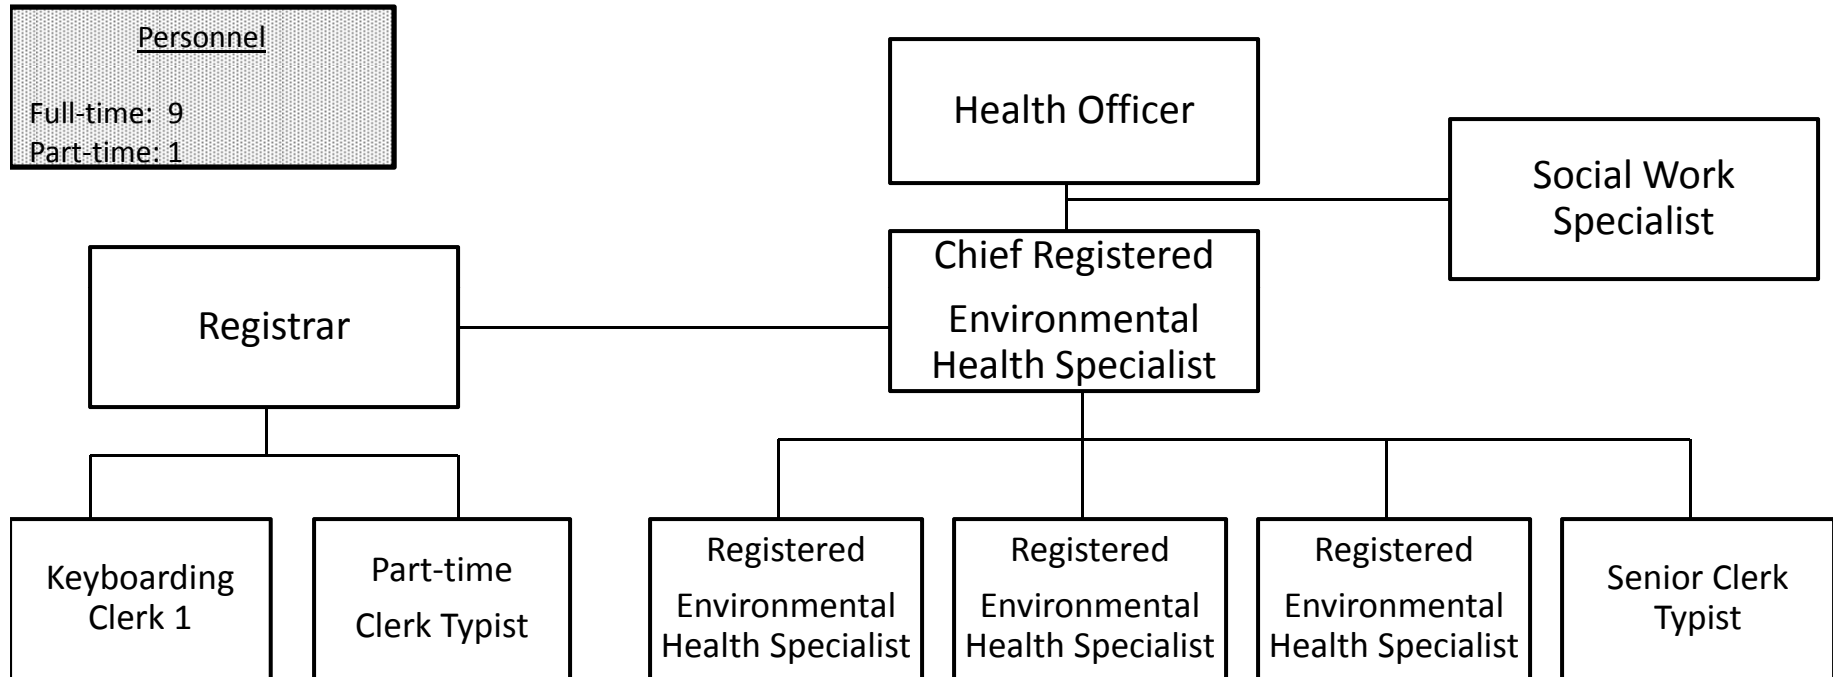 Personnel
Full-time: 9
Part-time: 1
Health Officer
Social Work
Specialist
Chief Registered
Environmental
Health Specialist
Registrar
Keyboarding
Clerk 1
Part-time
Clerk Typist
Registered
Environmental
Health Specialist
Registered
Environmental
Health Specialist
Registered
Environmental
Health Specialist
Senior Clerk
Typist